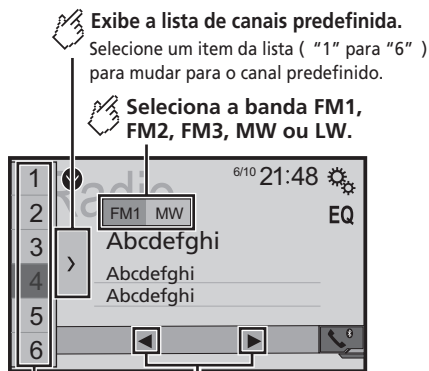 Exibe a lista de canais predefinida.
Selecione um item da lista ( “1” para “6” )
para mudar para o canal predefinido.
Seleciona a banda FM1,
FM2, FM3, MW ou LW.
Radio
6/10 21:48
1
2
3
4
5
6
FM1 MW
EQ
Abcdefghi
Abcdefghi
Abcdefghi